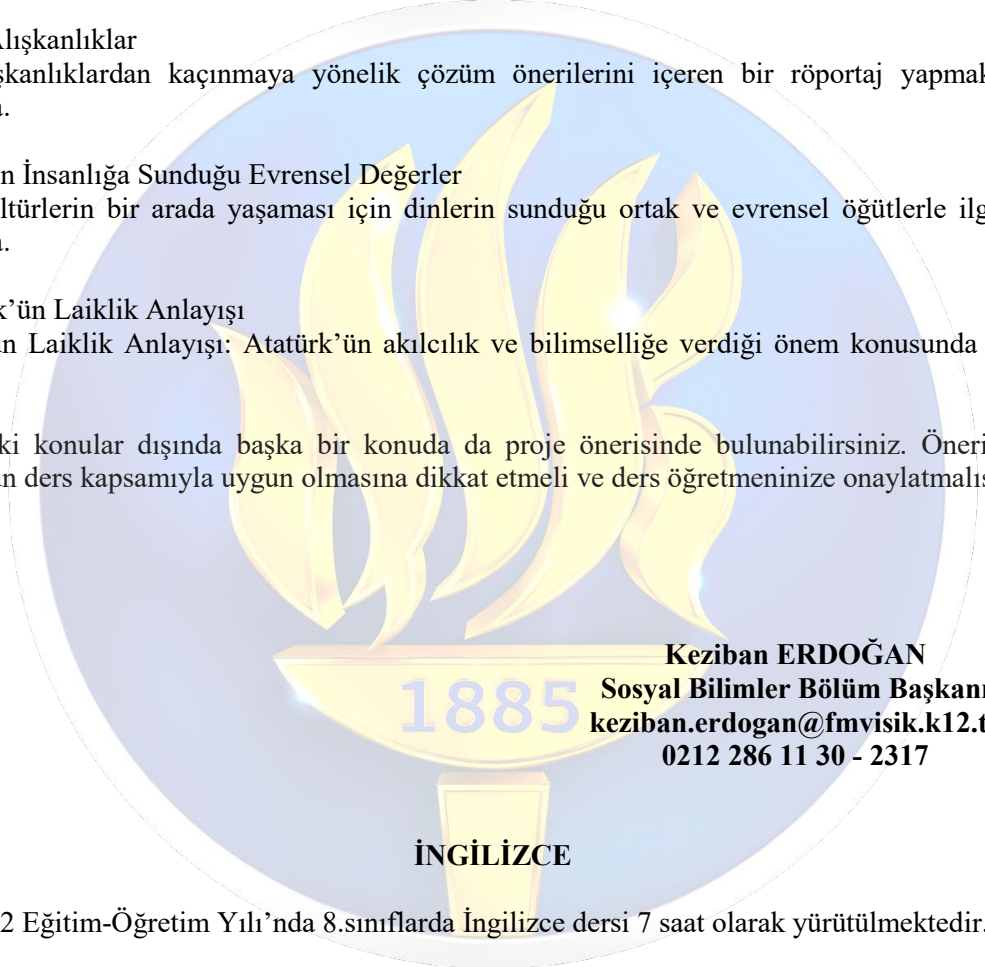 Alışkanlıklar
şkanlıklardan kaçınmaya yönelik çözüm önerilerini içeren bir röportaj yapmak
a.
n İnsanlığa Sunduğu Evrensel Değerler
ltürlerin bir arada yaşaması için dinlerin sunduğu ortak ve evrensel öğütlerle ilg
a.
k’ün Laiklik Anlayışı
ün Laiklik Anlayışı: Atatürk’ün akılcılık ve bilimselliğe verdiği önem konusunda
ki konular dışında başka bir konuda da proje önerisinde bulunabilirsiniz. Öneri
ün ders kapsamıyla uygun olmasına dikkat etmeli ve ders öğretmeninize onaylatmalıs
Keziban ERDOĞAN
1885 Sosyal Bilimler Bölüm Başkanı
keziban.erdogan@fmvisik.k12.t
0212 286 11 30 - 2317
İNGİLİZCE
2 Eğitim-Öğretim Yılı’nda 8.sınıflarda İngilizce dersi 7 saat olarak yürütülmektedir.